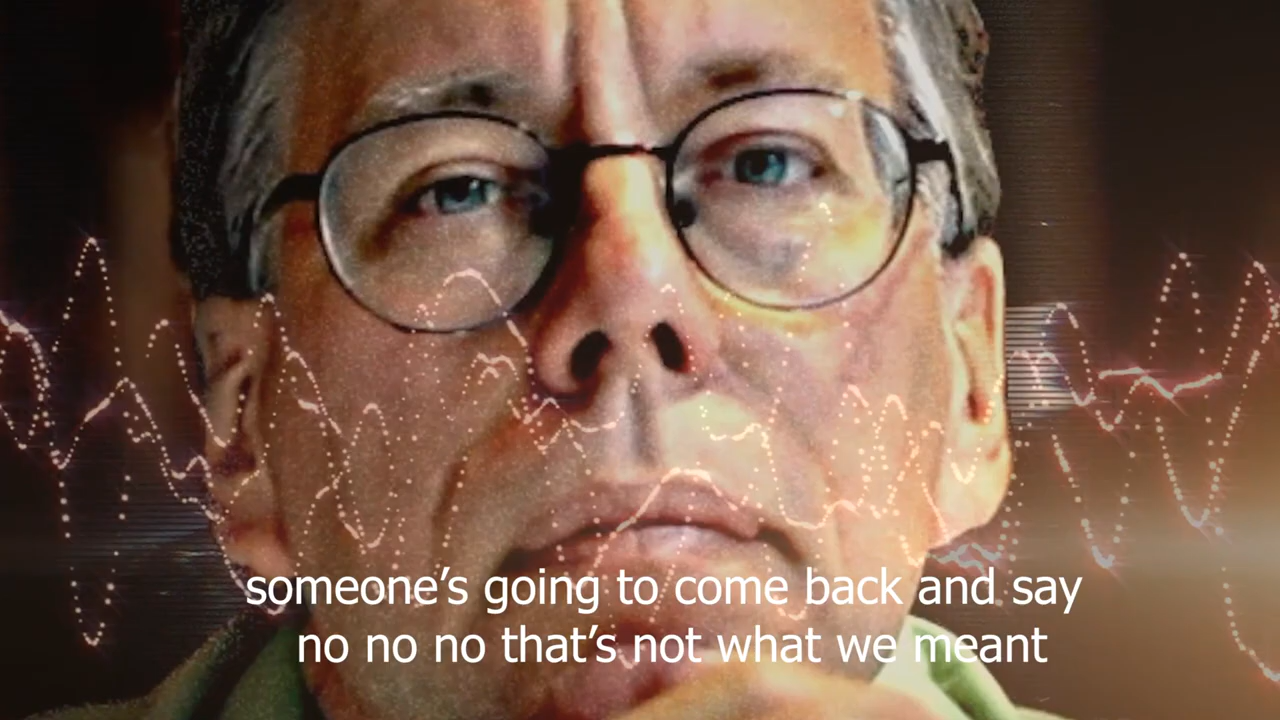 someone’s going to come back and say
no no no that’s not what we meant